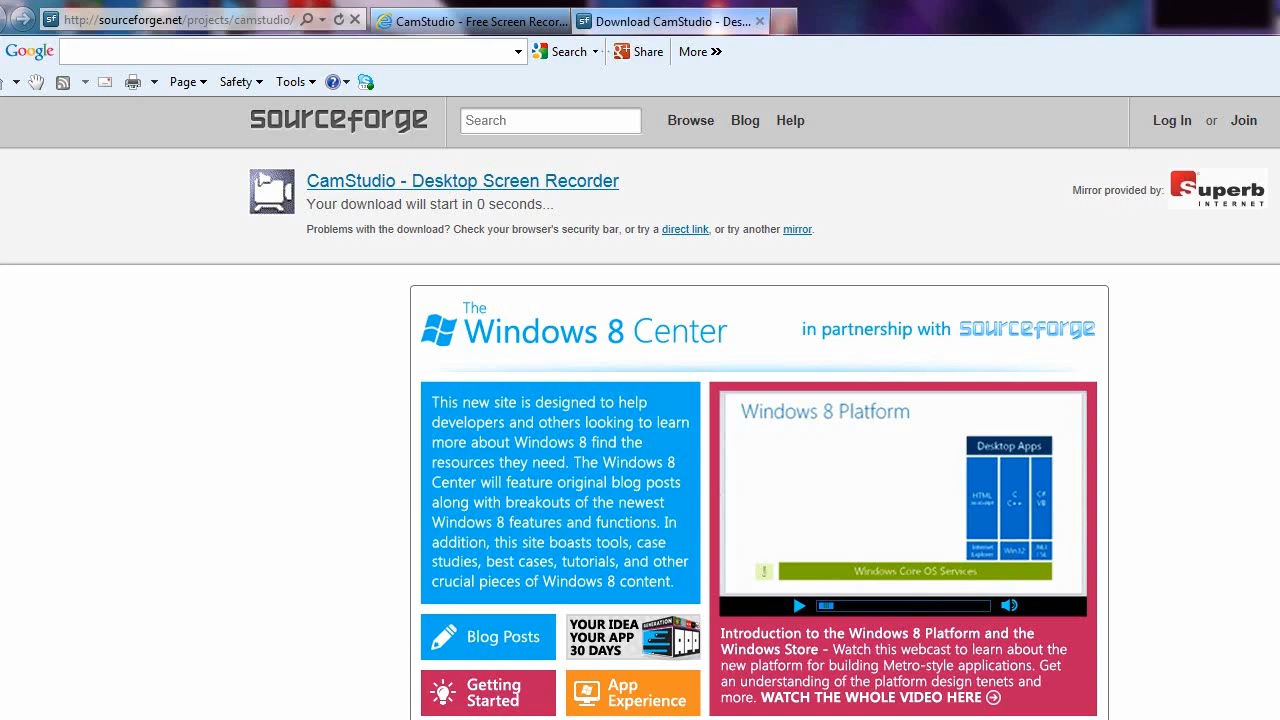 http://sourceforge.net/projects/camstudio/
CamStudio - Free Screen Recor...
sf Download CamStudio - Des...
Google
Search
Share
More »
Page
Safety
Tools
sourceforge
Search
Browse
Blog
Help
Log In or Join
CamStudio - Desktop Screen Recorder
Your download will start in 0 seconds...
Problems with the download? Check your browser's security bar, or try a direct link, or try another mirror.
Mirror provided by:
Superb
INTERNET
The
Windows 8 Center
in partnership with sourceforge
This new site is designed to help
developers and others looking to learn
more about Windows 8 find the
resources they need. The Windows 8
Center will feature original blog posts
along with breakouts of the newest
Windows 8 features and functions. In
addition, this site boasts tools, case
studies, best cases, tutorials, and other
crucial pieces of Windows 8 content.
Windows 8 Platform
Desktop Apps
HTML
JavaScript
C
C++
C#
VB
Internet
Explorer
Win32
Windows Core OS Services
Blog Posts
YOUR IDEA
YOUR APP
30 DAYS
GENERATION
APP
Getting
Started
App
Experience
Introduction to the Windows 8 Platform and the
Windows Store - Watch this webcast to learn about the
new platform for building Metro-style applications. Get
an understanding of the platform design tenets and
more. WATCH THE WHOLE VIDEO HERE